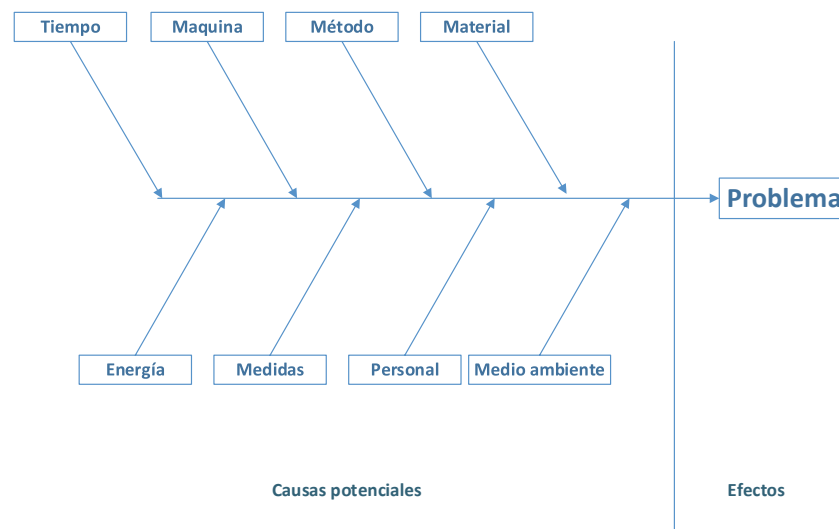 Tiempo
Maquina
Método
Material
Problema
Energía
Medidas
Personal
Medio ambiente
Causas potenciales
Efectos